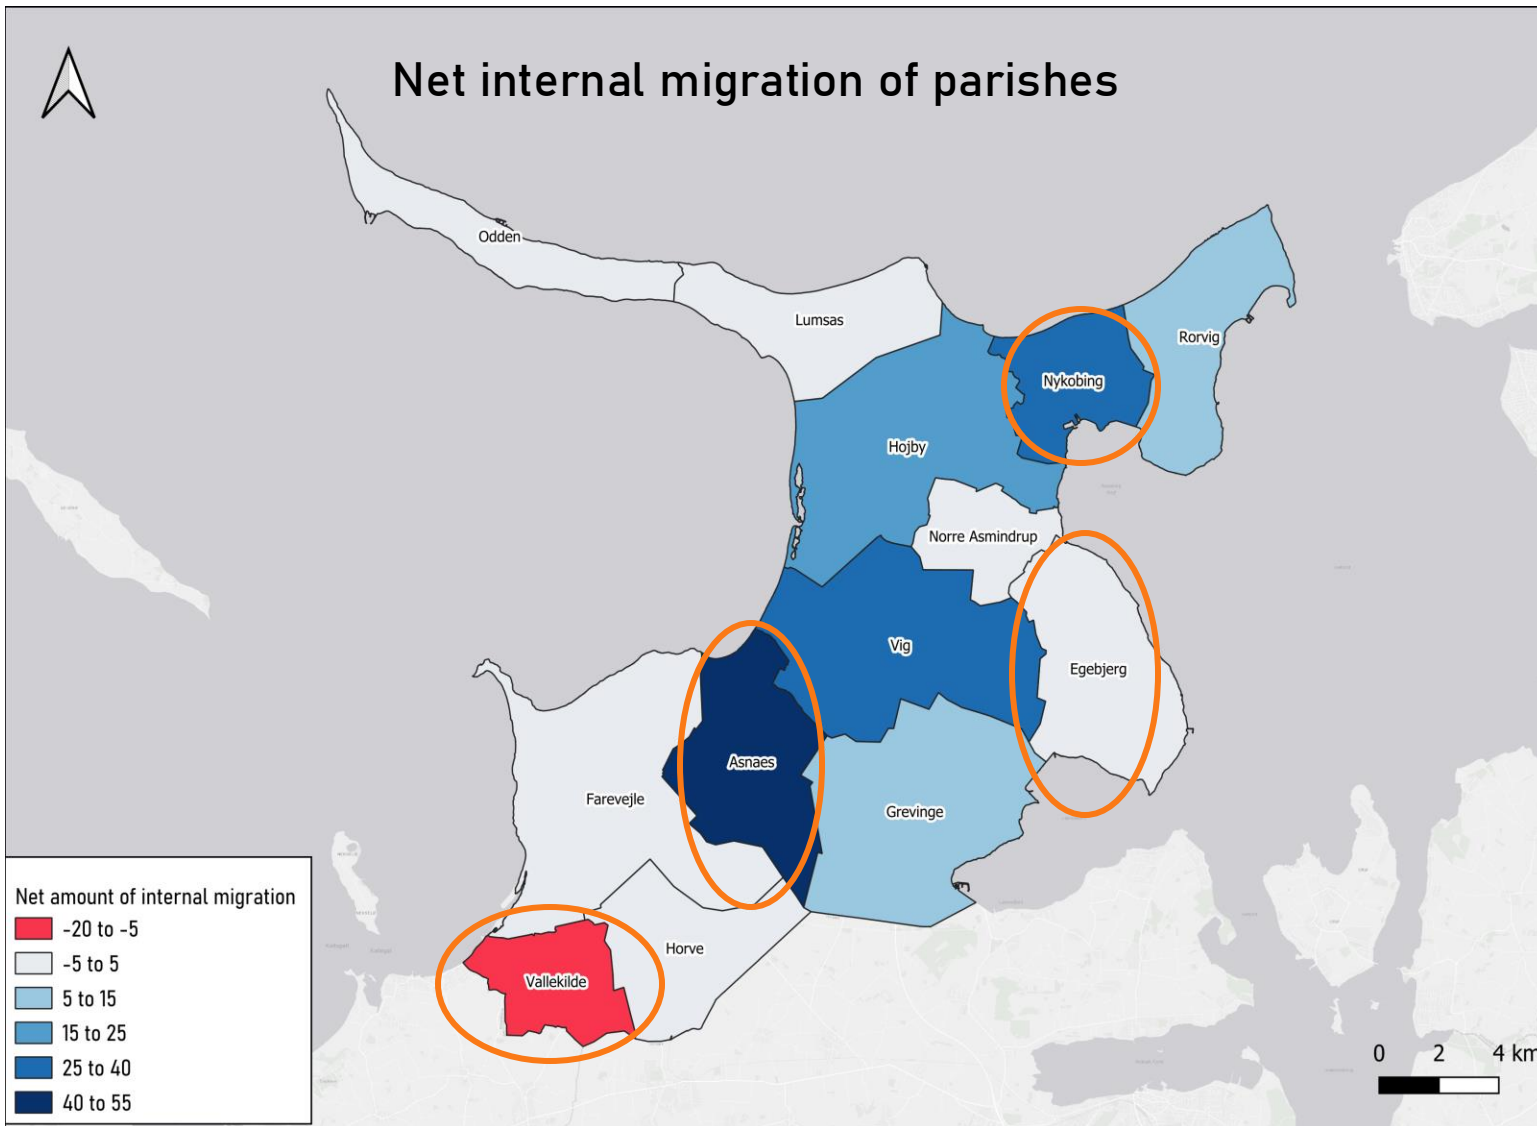 Net internal migration of parishes
Odden
Lumsas
Rorvig
Nykobing
Hojby
Norre Asmindrup
Vig
Egebjerg
Asnaes
Farevejle
Grevinge
Horve
Vallekilde
Net amount of internal migration
-20 to -5
-5 to 5
5 to 15
15 to 25
25 to 40
40 to 55
0 2 4 km